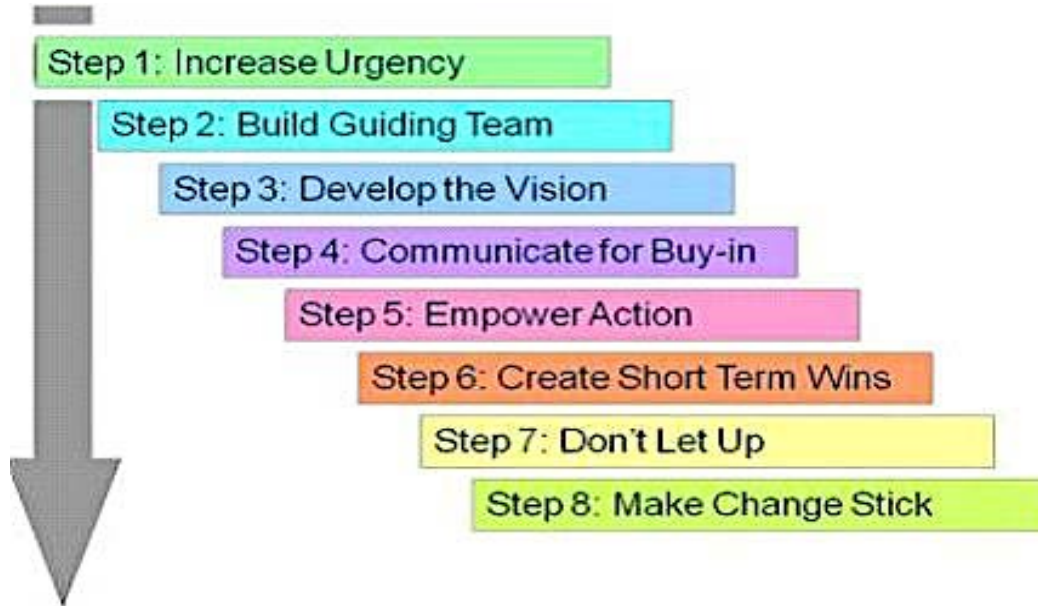 Step 1: Increase Urgency
Step 2: Build Guiding Team
Step 3: Develop the Vision
Step 4: Communicate for Buy-in
Step 5: Empower Action
Step 6: Create Short Term Wins
Step 7: Don't Let Up
Step 8: Make Change Stick